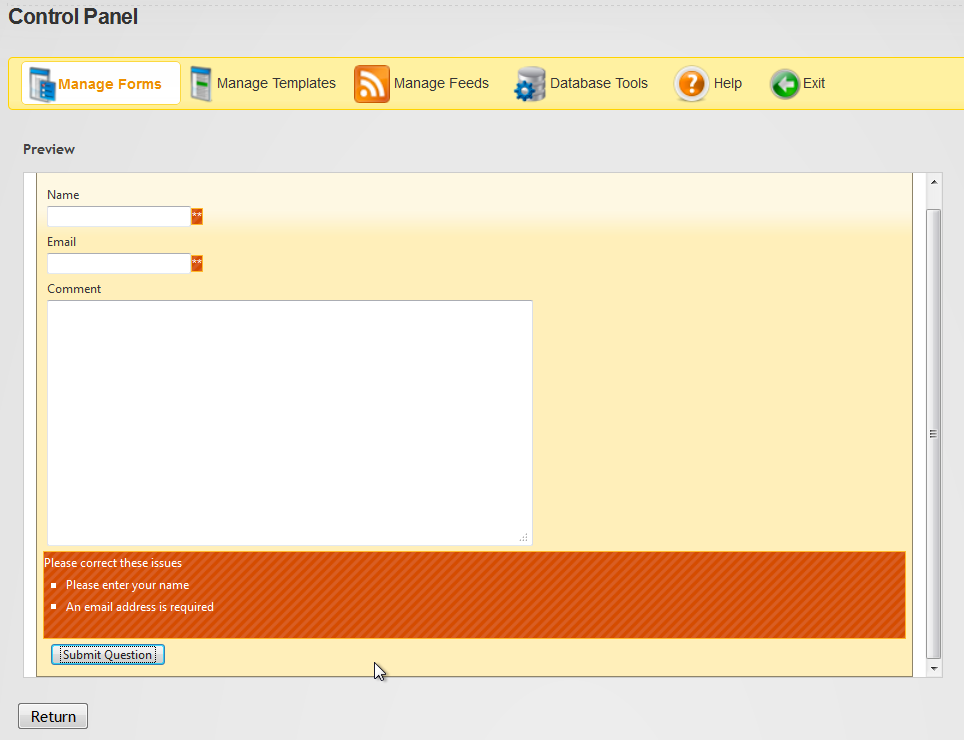 Control Panel
Manage Forms Manage Templates Manage Feeds Database Tools Help Exit
Preview
Name
**
Email
**
Comment
Please correct these issues
Please enter your name
An email address is required
Submit Question
Return